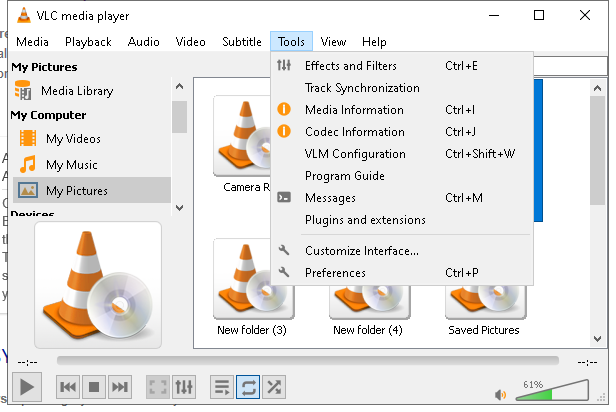 VLC media player
Media Playback Audio Video Subtitle Tools View Help
My Pictures
Media Library
My Computer
My Videos
My Music
My Pictures
Devices
Effects and Filters Ctrl+E
Track Synchronization
Media Information Ctrl+I
Codec Information Ctrl+J
VLM Configuration Ctrl+Shift+W
Program Guide
Messages Ctrl+M
Plugins and extensions
Customize Interface...
Preferences Ctrl+P
Camera R
New folder (3) New folder (4) Saved Pictures
--:-- --:--
61%